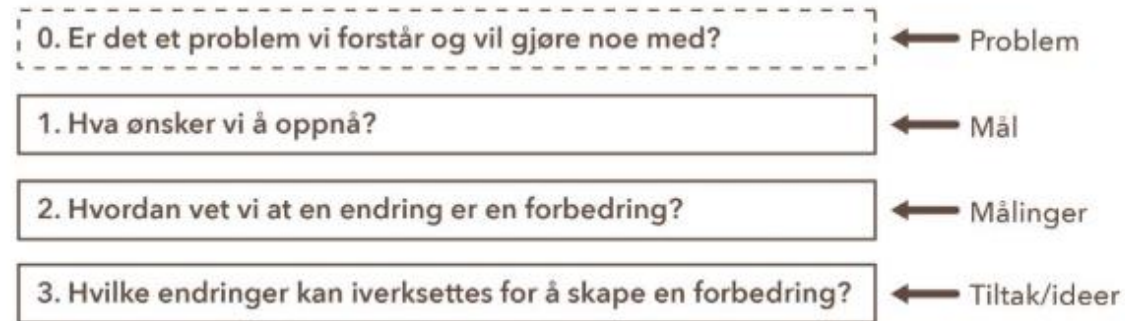 0. Er det et problem vi forstår og vil gjøre noe med? Problem
1. Hva ønsker vi å oppnå? Mål
2. Hvordan vet vi at en endring er en forbedring? Målinger
3. Hvilke endringer kan iverksettes for å skape en forbedring? Tiltak/ideer